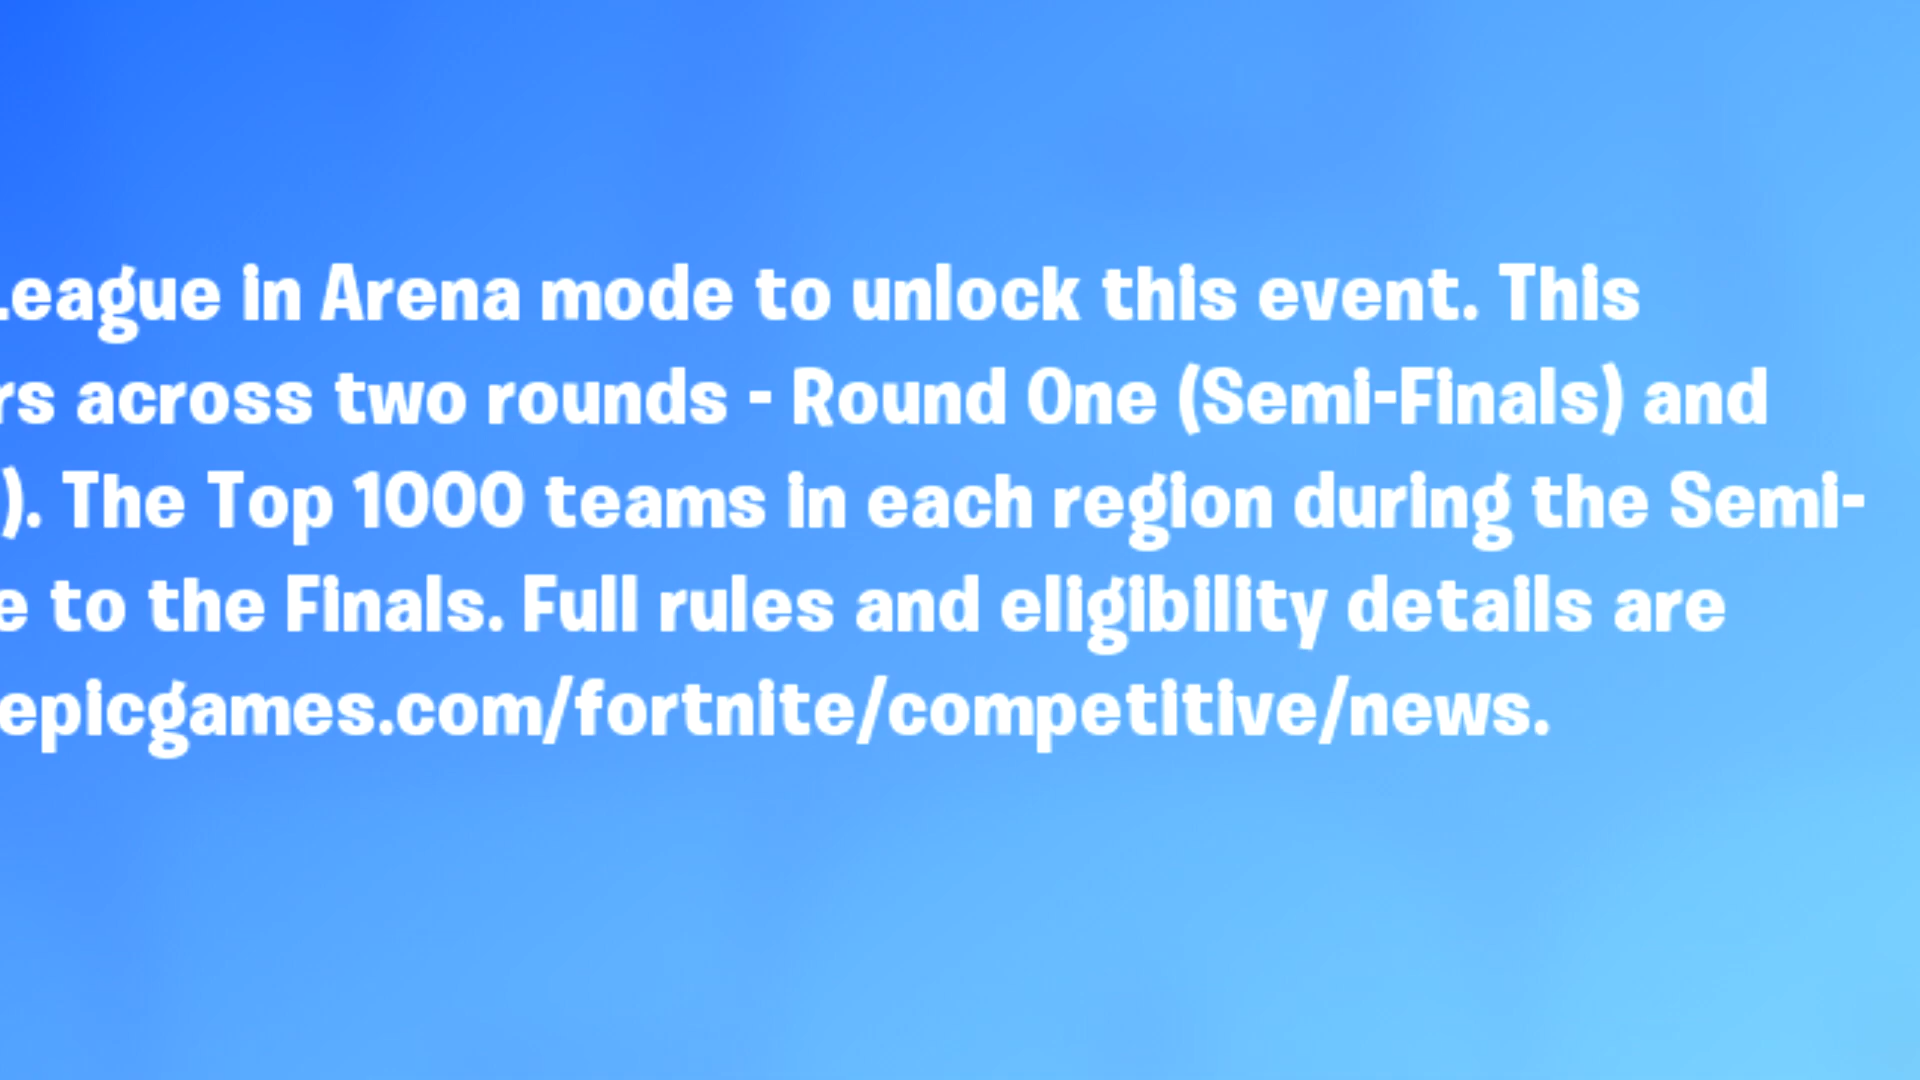 League in Arena mode to unlock this event. This
rs across two rounds - Round One (Semi-Finals) and
). The Top 1000 teams in each region during the Semi-
e to the Finals. Full rules and eligibility details are
epicgames.com/fortnite/competitive/news.